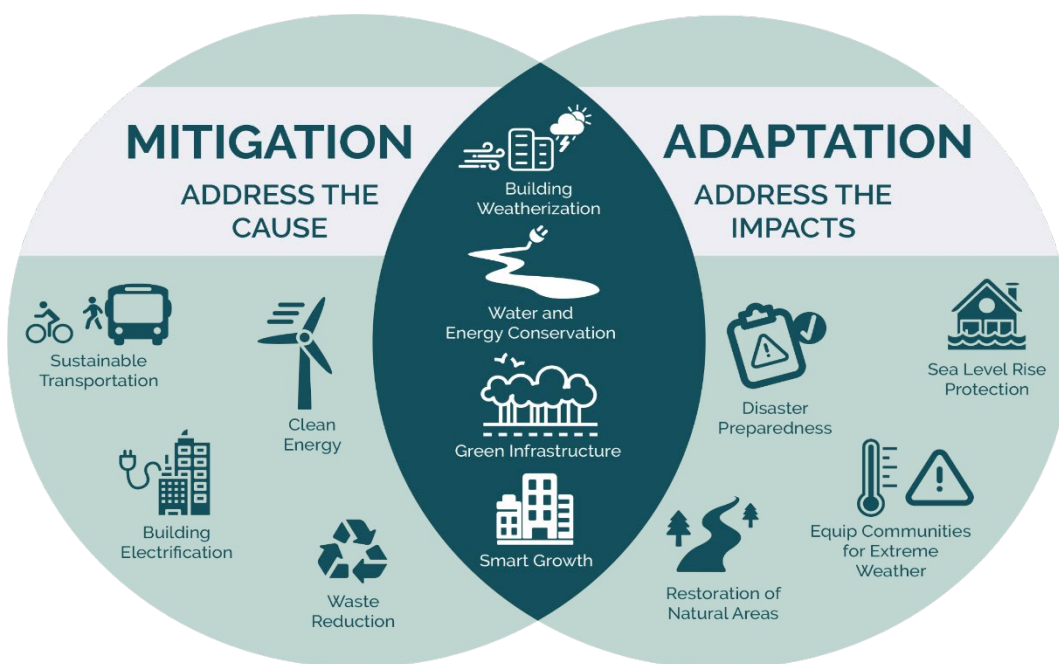 MITIGATION
ADDRESS THE
CAUSE
Sustainable
Transportation
Clean
Energy
Building
Electrification
Waste
Reduction
Building
Weatherization
Water and
Energy Conservation
Green Infrastructure
Smart Growth
ADAPTATION
ADDRESS THE
IMPACTS
Disaster
Preparedness
Sea Level Rise
Protection
Restoration of
Natural Areas
Equip Communities
for Extreme
Weather